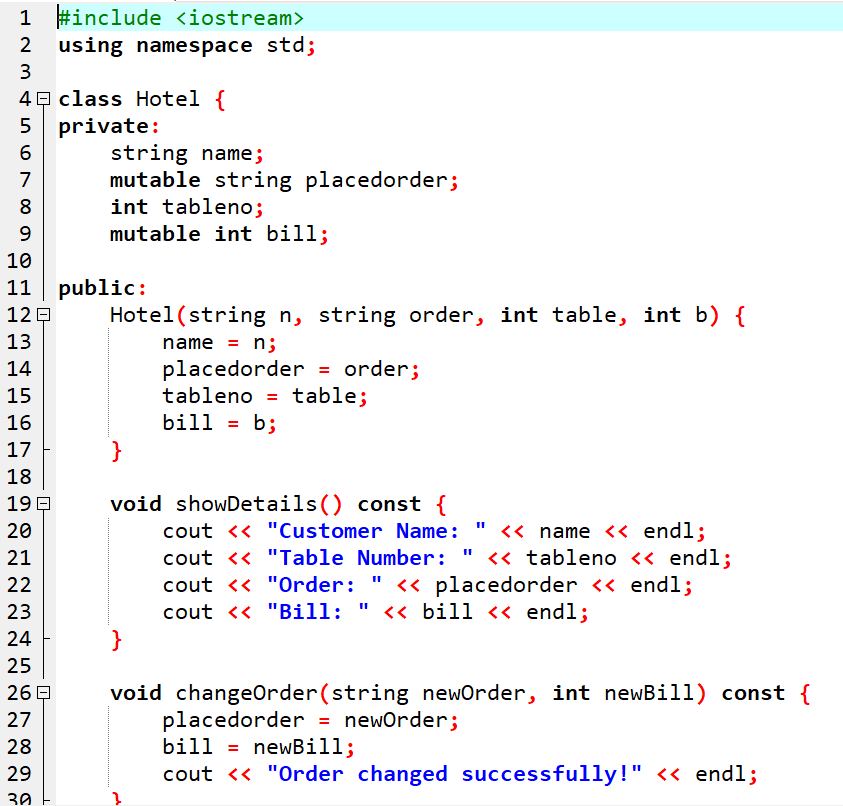 1 #include <iostream>
2 using namespace std;
3
4 class Hotel {
5 private:
6     string name;
7     mutable string placedorder;
8     int tableno;
9     mutable int bill;
10
11 public:
12     Hotel(string n, string order, int table, int b) {
13         name = n;
14         placedorder = order;
15         tableno = table;
16         bill = b;
17     }
18
19     void showDetails() const {
20         cout << "Customer Name: " << name << endl;
21         cout << "Table Number: " << tableno << endl;
22         cout << "Order: " << placedorder << endl;
23         cout << "Bill: " << bill << endl;
24     }
25
26     void changeOrder(string newOrder, int newBill) const {
27         placedorder = newOrder;
28         bill = newBill;
29         cout << "Order changed successfully!" << endl;
30     }